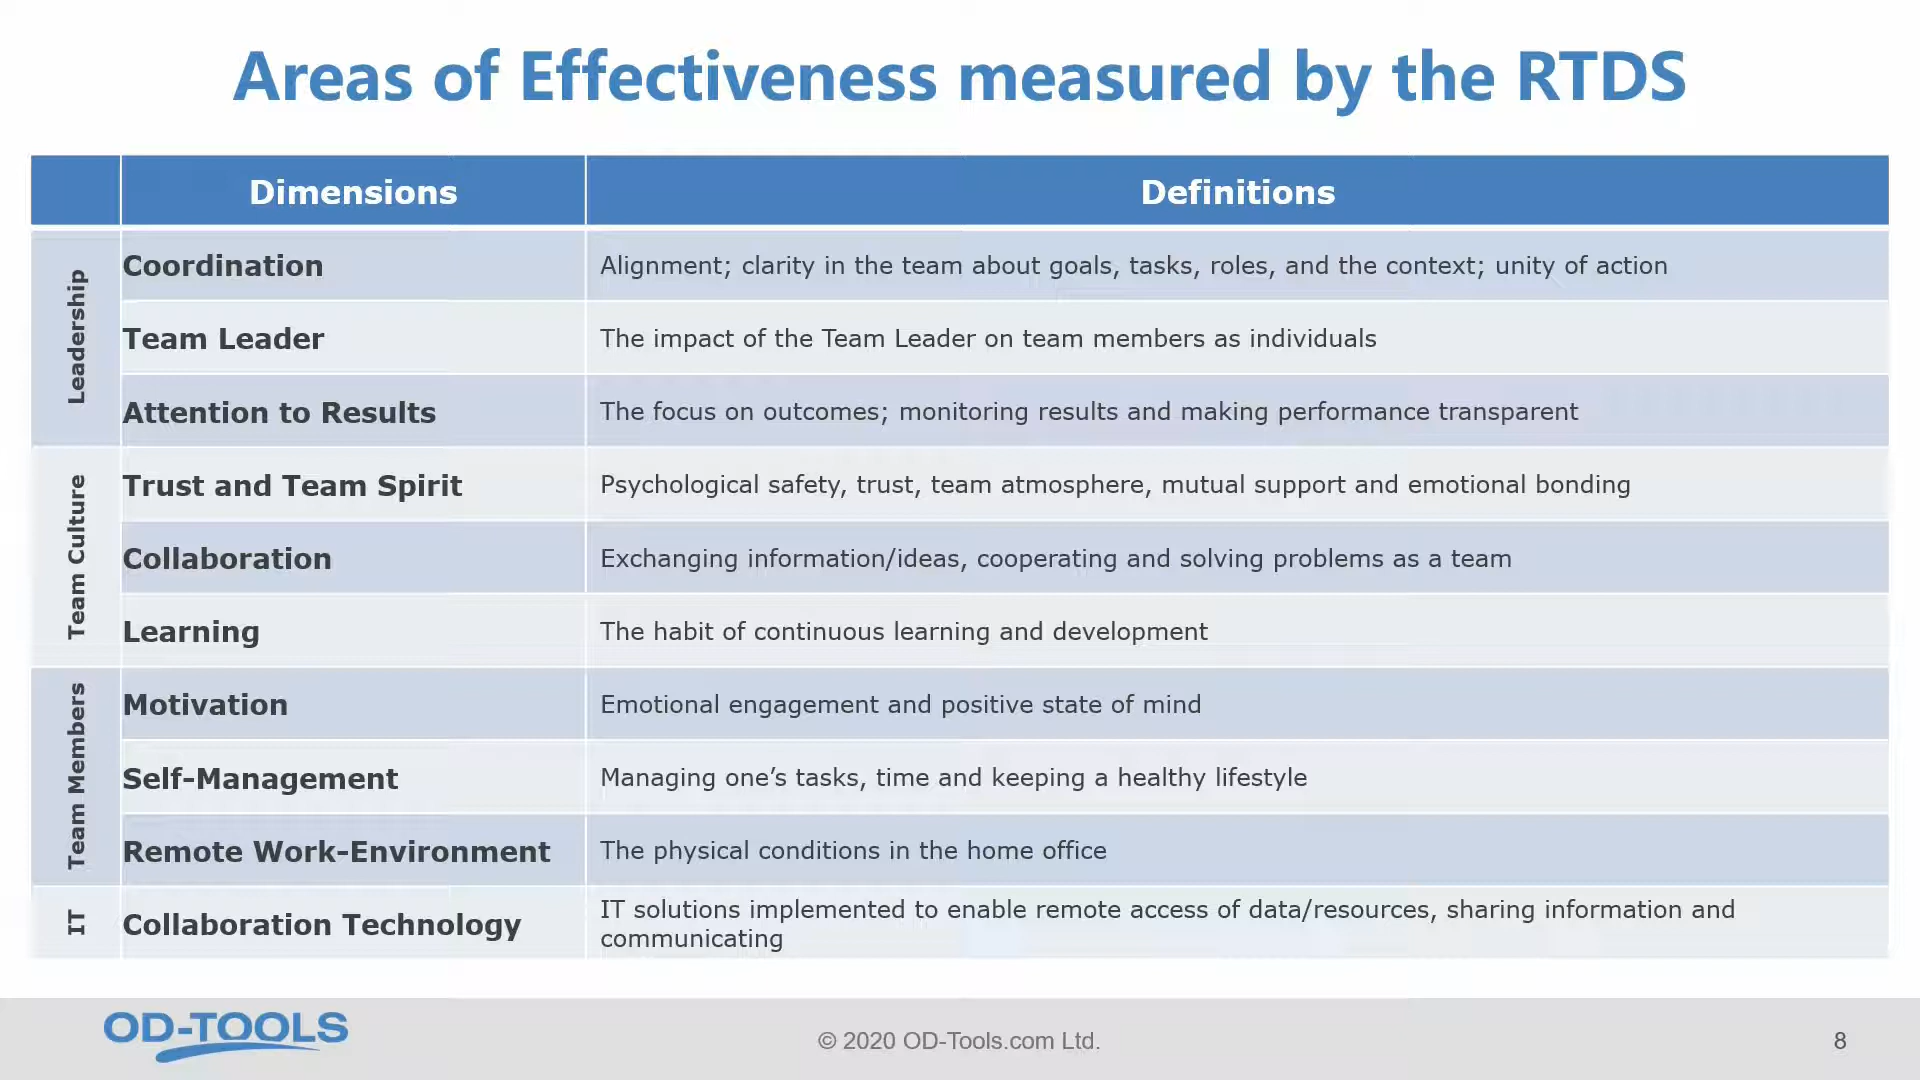 Areas of Effectiveness measured by the RTDS
Dimensions
Definitions
Leadership
Coordination
Alignment; clarity in the team about goals, tasks, roles, and the context; unity of action
Team Leader
The impact of the Team Leader on team members as individuals
Attention to Results
The focus on outcomes; monitoring results and making performance transparent
Team Culture
Trust and Team Spirit
Psychological safety, trust, team atmosphere, mutual support and emotional bonding
Collaboration
Exchanging information/ideas, cooperating and solving problems as a team
Learning
The habit of continuous learning and development
Team Members
Motivation
Emotional engagement and positive state of mind
Self-Management
Managing one’s tasks, time and keeping a healthy lifestyle
Remote Work-Environment
The physical conditions in the home office
IT
Collaboration Technology
IT solutions implemented to enable remote access of data/resources, sharing information and
communicating
OD-TOOLS
© 2020 OD-Tools.com Ltd.
8